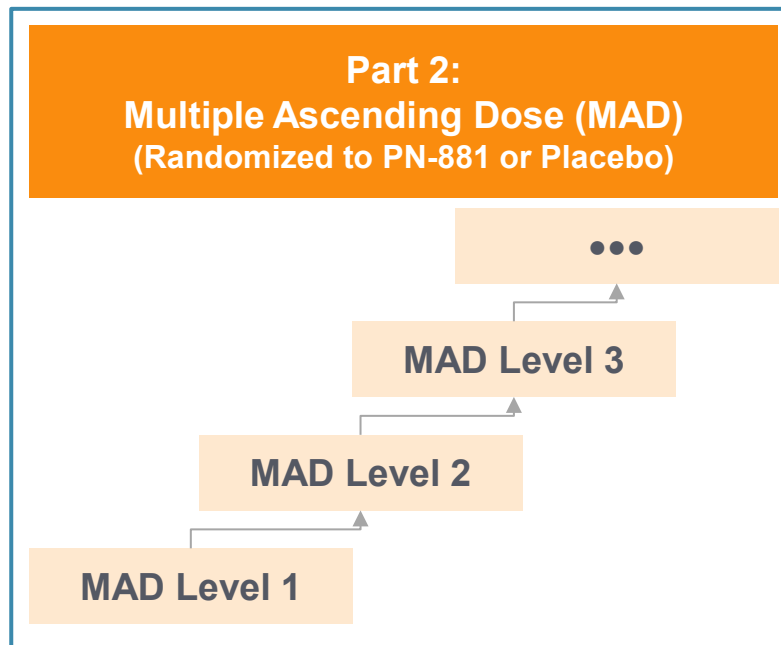 Part 2:
Multiple Ascending Dose (MAD)
(Randomized to PN-881 or Placebo)
•••
MAD Level 3
MAD Level 2
MAD Level 1